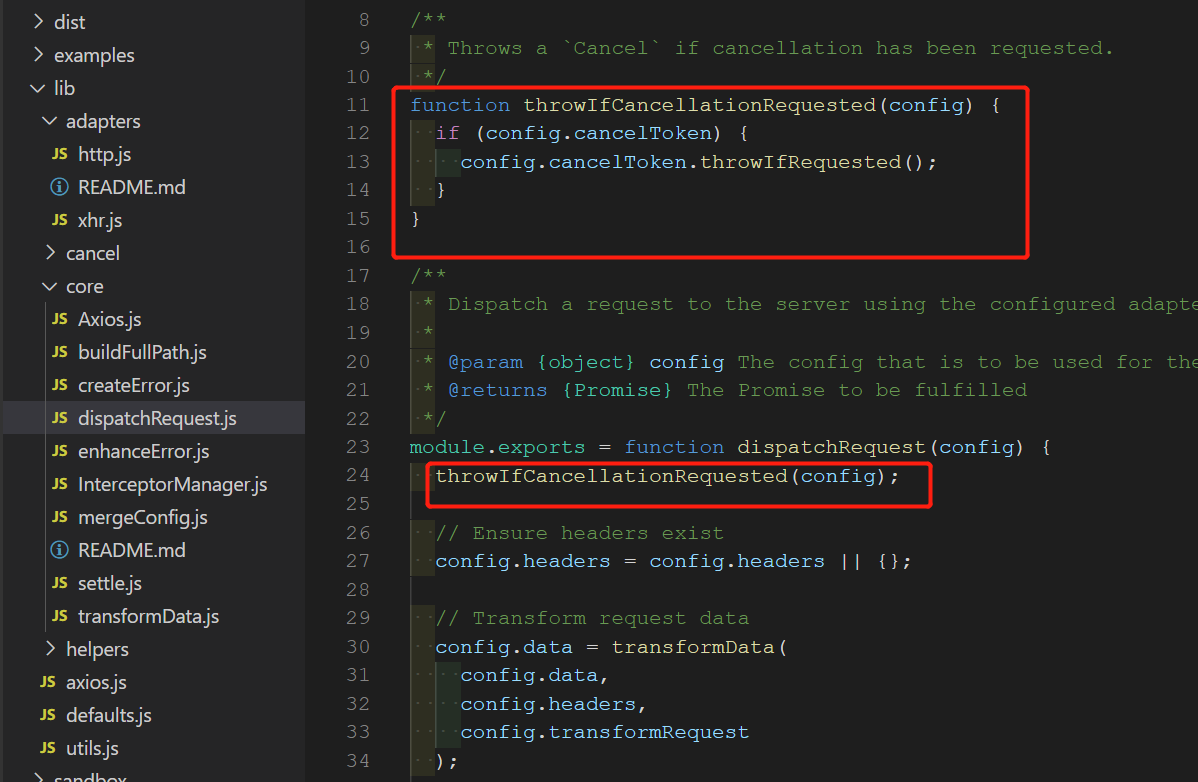 dist
examples
lib
adapters
JS http.js
README.md
JS xhr.js
cancel
core
JS Axios.js
JS buildFullPath.js
JS createError.js
JS dispatchRequest.js
JS enhanceError.js
JS InterceptorManager.js
JS mergeConfig.js
README.md
JS settle.js
JS transformData.js
helpers
JS axios.js
JS defaults.js
JS utils.js
sandbox
8 /**
9 * Throws a `Cancel` if cancellation has been requested.
10 */
11 function throwIfCancellationRequested(config) {
12 if (config.cancelToken) {
13 config.cancelToken.throwIfRequested();
14 }
15 }
16
17 /**
18 * Dispatch a request to the server using the configured adapte
19 *
20 * @param {object} config The config that is to be used for the
21 * @returns {Promise} The Promise to be fulfilled
22 */
23 module.exports = function dispatchRequest(config) {
24 throwIfCancellationRequested(config);
25
26 // Ensure headers exist
27 config.headers = config.headers || {};
28
29 // Transform request data
30 config.data = transformData(
31 config.data,
32 config.headers,
33 config.transformRequest
34 );